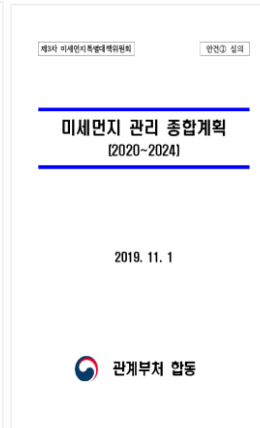 제3차 미세먼지특별대책위원회
안건① 심의
미세먼지 관리 종합계획
[2020~2024]
2019. 11. 1
관계부처 합동